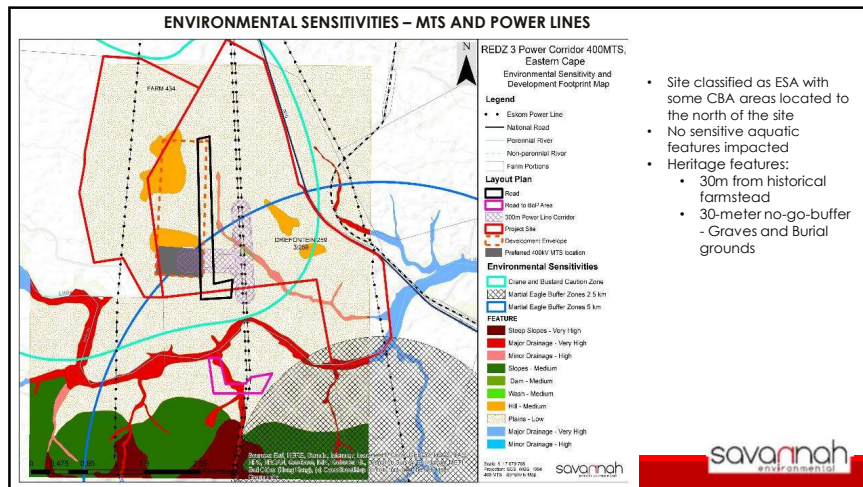 ENVIRONMENTAL SENSITIVITIES – MTS AND POWER LINES
FARM 434
DRIEFONTEIN 259
3/259
N
REDZ 3 Power Corridor 400MTS,
Eastern Cape
Environmental Sensitivity and
Development Footprint Map
Legend
Eskom Power Line
National Road
Perennial River
Non-perennial River
Farm Portions
Layout Plan
Road
Road to BoP Area
300m Power Line Corridor
Project Site
Development Envelope
Preferred 400kV MTS location
Environmental Sensitivities
Crane and Bustard Caution Zone
Martial Eagle Buffer Zones 2.5 km
Martial Eagle Buffer Zones 5 km
FEATURE
Steep Slopes - Very High
Major Drainage - Very High
Minor Drainage - High
Slopes - Medium
Dam - Medium
Wash - Medium
Hill - Medium
Plains - Low
Major Drainage - Very High
Minor Drainage - High
savannah
• Site classified as ESA with
some CBA areas located to
the north of the site
• No sensitive aquatic
features impacted
• Heritage features:
• 30m from historical
farmstead
• 30-meter no-go-buffer
- Graves and Burial
grounds
savannah
environmental